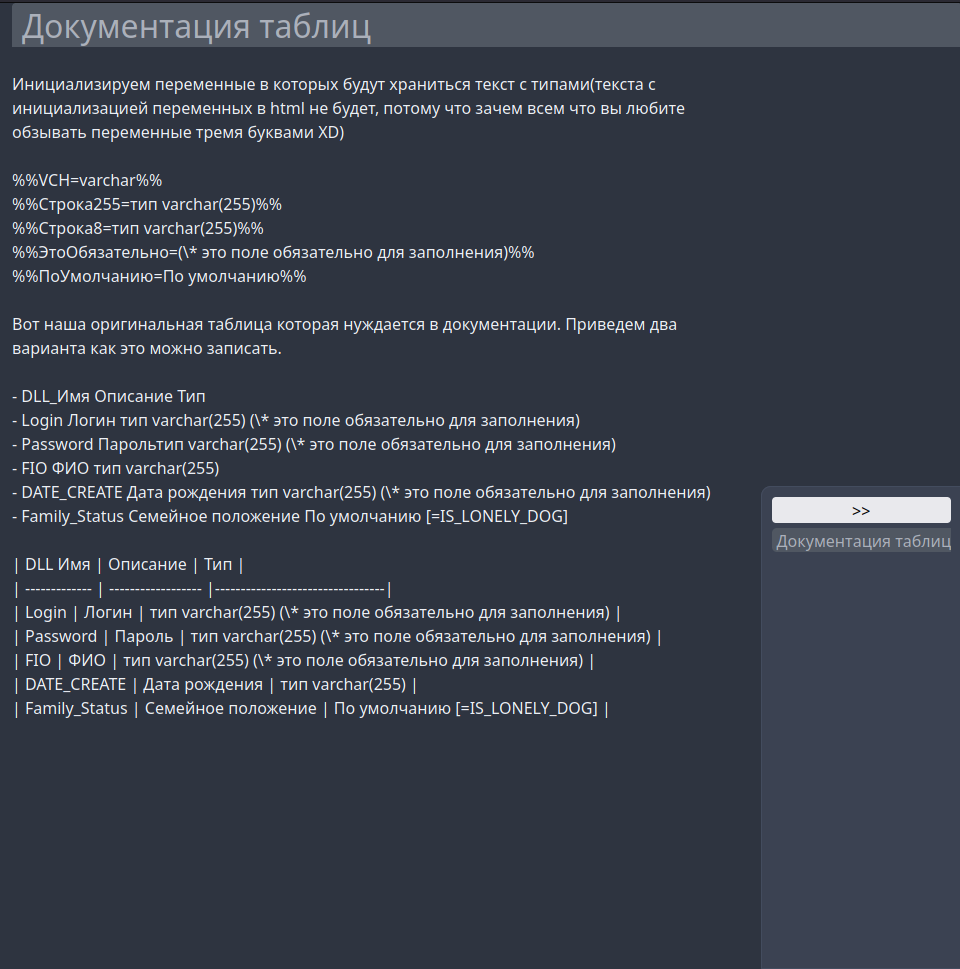 Документация таблиц
Инициализируем переменные в которых будут храниться текст с типами(текста с
инициализацией переменных в html не будет, потому что зачем всем что вы любите
обзывать переменные тремя буквами XD)
%%VCH=varchar%%
%%Строка255=тип varchar(255)%%
%%Строка8=тип varchar(255)%%
%%ЭтоОбязательно=(\* это поле обязательно для заполнения)%%
%%ПоУмолчанию=По умолчанию%%
Вот наша оригинальная таблица которая нуждается в документации. Приведем два
варианта как это можно записать.
- DLL_Имя Описание Тип
- Login Логин тип varchar(255) (\* это поле обязательно для заполнения)
- Password Парольтип varchar(255) (\* это поле обязательно для заполнения)
- FIO ФИО тип varchar(255)
- DATE_CREATE Дата рождения тип varchar(255) (\* это поле обязательно для заполнения)
- Family_Status Семейное положение По умолчанию [=IS_LONELY_DOG]
| DLL Имя | Описание | Тип |
| ------------- | ------------------ |---------------------------------|
| Login | Логин | тип varchar(255) (\* это поле обязательно для заполнения) |
| Password | Пароль | тип varchar(255) (\* это поле обязательно для заполнения) |
| FIO | ФИО | тип varchar(255) (\* это поле обязательно для заполнения) |
| DATE_CREATE | Дата рождения | тип varchar(255) |
| Family_Status | Семейное положение | По умолчанию [=IS_LONELY_DOG] |
>>
Документация таблиц